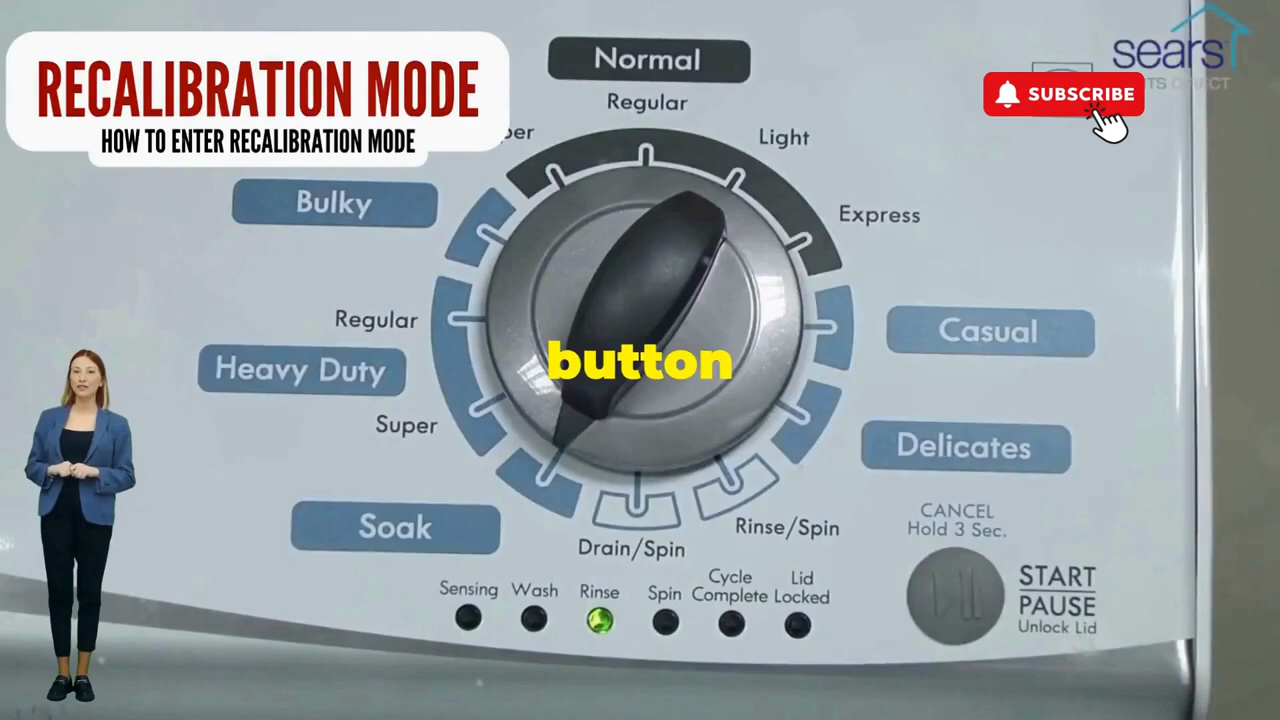 RECALIBRATION MODE
HOW TO ENTER RECALIBRATION MODE
sears
DIRECT
SUBSCRIBE
Normal
Regular
Light
Express
Bulky
Regular
Heavy Duty
Super
Soak
button
Casual
Delicates
Rinse/Spin
Drain/Spin
CANCEL
Hold 3 Sec.
Sensing
Wash
Rinse
Spin
Cycle
Complete
Lid
Locked
START
PAUSE
Unlock Lid